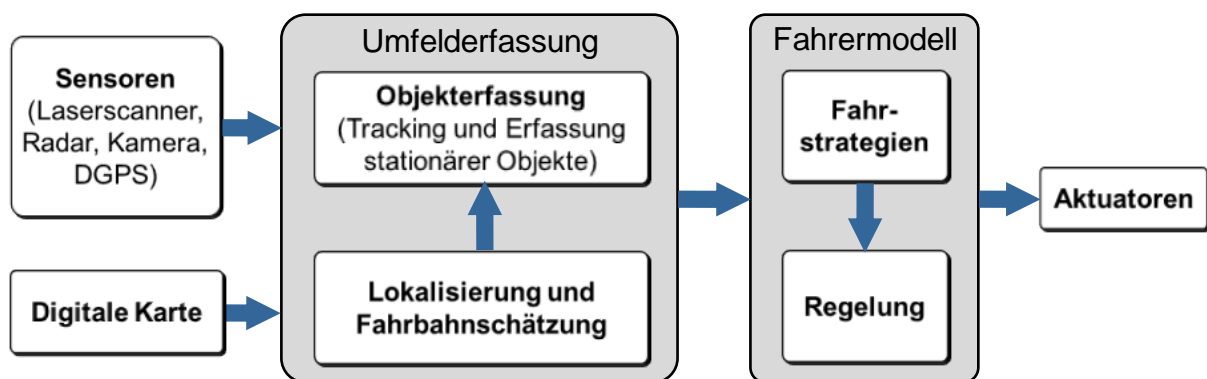 Sensoren
(Laserscanner,
Radar, Kamera,
DGPS)
Digitale Karte
Umfelderfassung
Objekterfassung
(Tracking und Erfassung
stationärer Objekte)
Lokalisierung und
Fahrbahnschätzung
Fahrermodell
Fahr-
strategien
Regelung
Aktuatoren